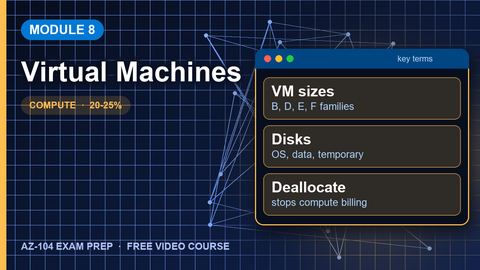 MODULE 8
Virtual Machines
COMPUTE · 20-25%
key terms
VM sizes
B, D, E, F families
Disks
OS, data, temporary
Deallocate
stops compute billing
AZ-104 EXAM PREP · FREE VIDEO COURSE